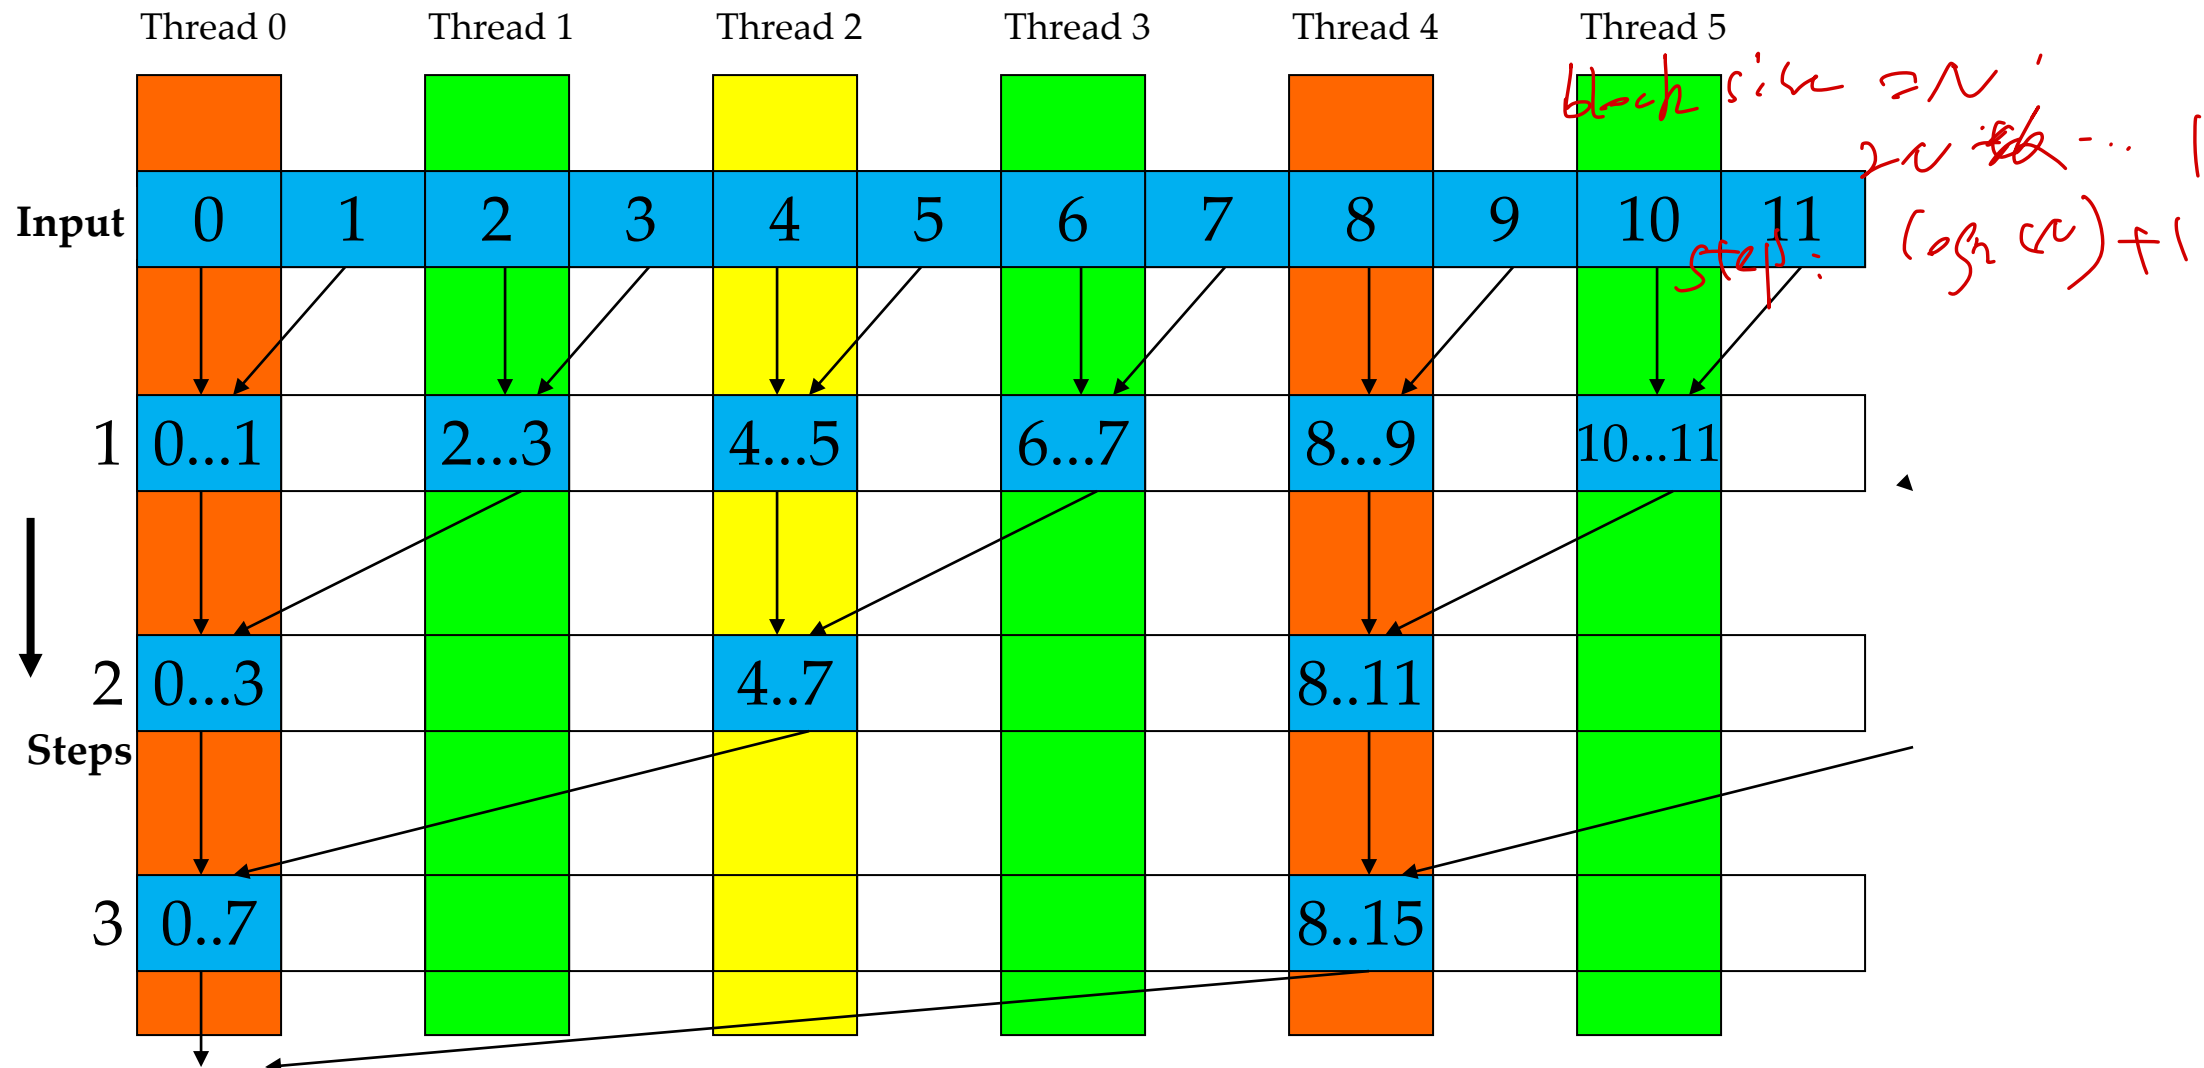 Thread 0 Thread 1 Thread 2 Thread 3 Thread 4 Thread 5
block size = N
2N ... 1
Input 0 1 2 3 4 5 6 7 8 9 10 11
step: log2 (N) + 1
1 0...1 2...3 4...5 6...7 8...9 10...11
2 0...3 4..7 8..11
Steps
3 0..7 8..15